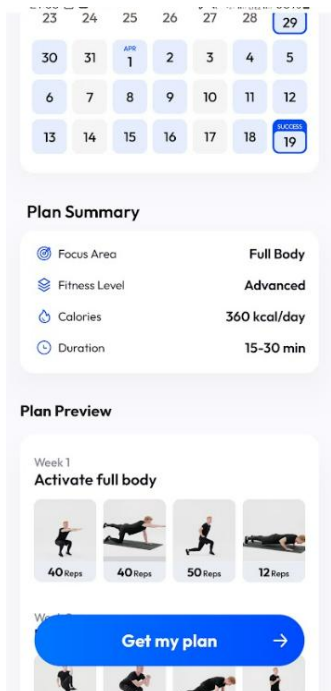 23 24 25 26 27 28 29
30 31 APR 1 2 3 4 5
6 7 8 9 10 11 12
13 14 15 16 17 18 SUCCESS 19
Plan Summary
Focus Area Full Body
Fitness Level Advanced
Calories 360 kcal/day
Duration 15-30 min
Plan Preview
Week 1
Activate full body
40 Reps 40 Reps 50 Reps 12 Reps
Get my plan